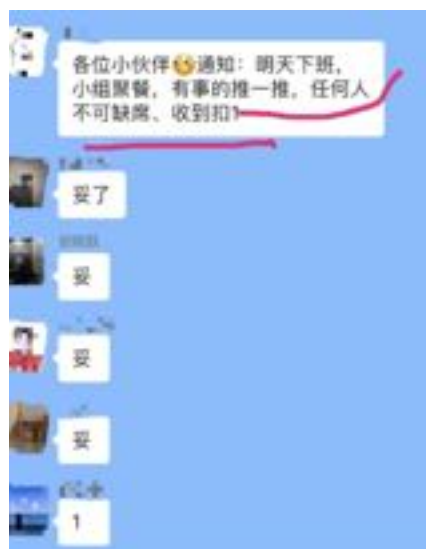 各位小伙伴😊通知：明天下班，
小组聚餐，有事的推一推，任何人
不可缺席、收到扣1
妥了
妥
妥
妥
1